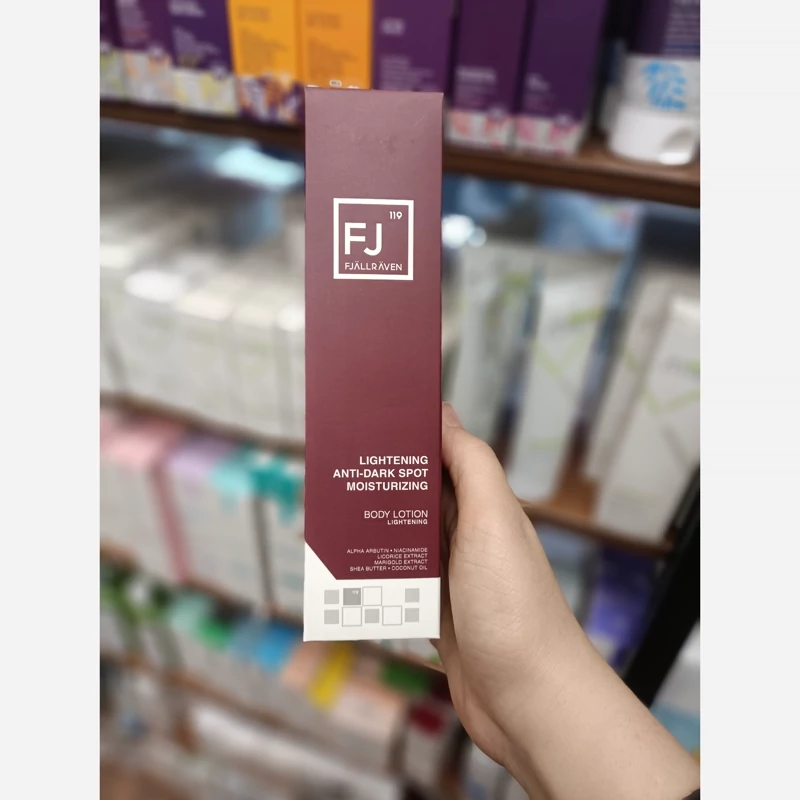 119
FJ
FJÄLLRÄVEN
LIGHTENING
ANTI-DARK SPOT
MOISTURIZING
BODY LOTION
LIGHTENING
ALPHA ARBUTIN • NIACINAMIDE
LICORICE EXTRACT
MARIGOLD EXTRACT
SHEA BUTTER • COCONUT OIL